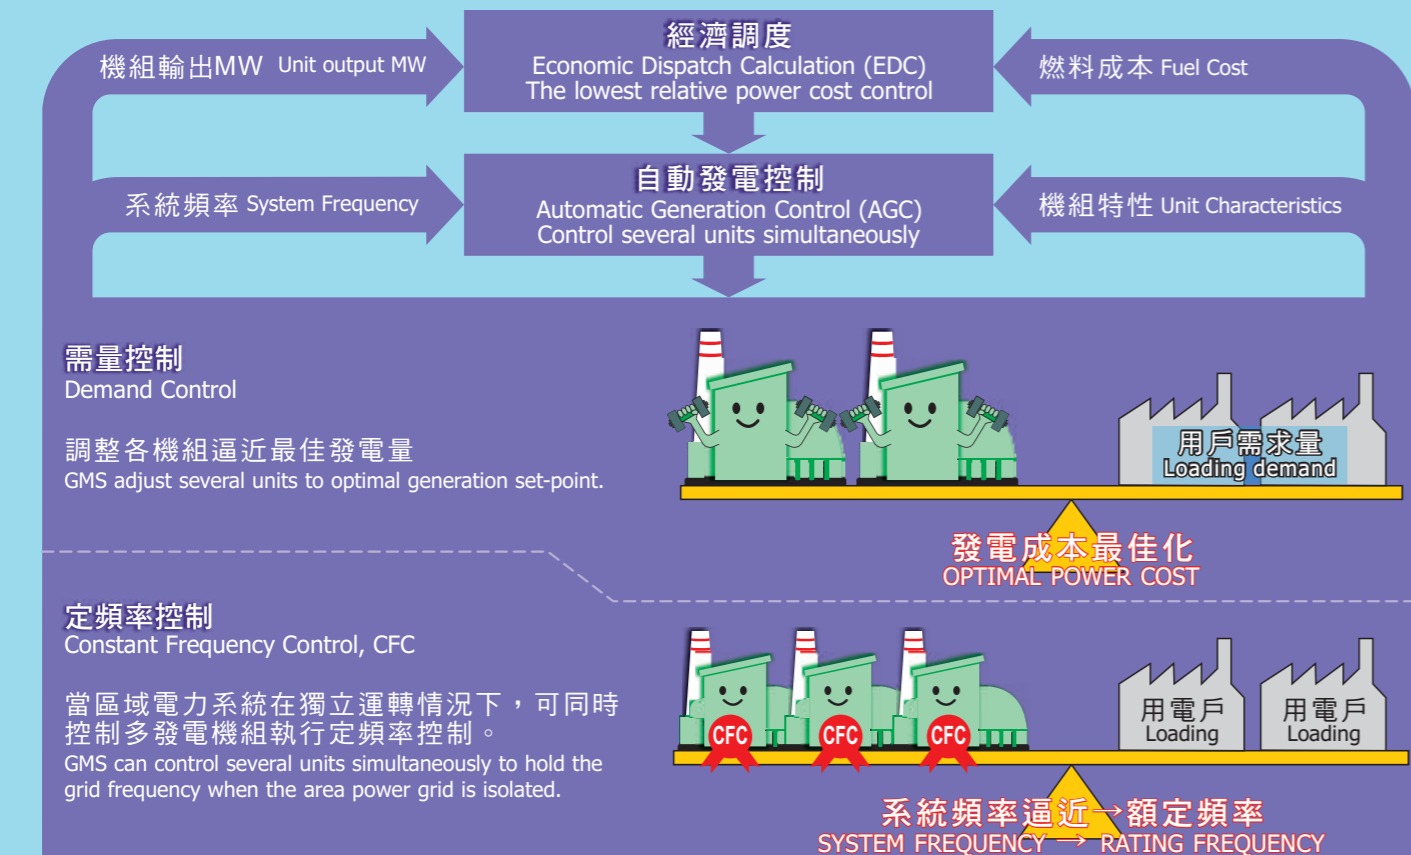 經濟調度
Economic Dispatch Calculation (EDC)
The lowest relative power cost control
機組輸出MW Unit output MW
燃料成本 Fuel Cost
自動發電控制
Automatic Generation Control (AGC)
Control several units simultaneously
系統頻率 System Frequency
機組特性 Unit Characteristics
需量控制
Demand Control
調整各機組逼近最佳發電量
GMS adjust several units to optimal generation set-point.
用戶需求量
Loading demand
發電成本最佳化
OPTIMAL POWER COST
定頻率控制
Constant Frequency Control, CFC
當區域電力系統在獨立運轉情況下，可同時
控制多發電機組執行定頻率控制。
GMS can control several units simultaneously to hold the
grid frequency when the area power grid is isolated.
CFC
CFC
CFC
用電戶
Loading
用電戶
Loading
系統頻率逼近→額定頻率
SYSTEM FREQUENCY → RATING FREQUENCY